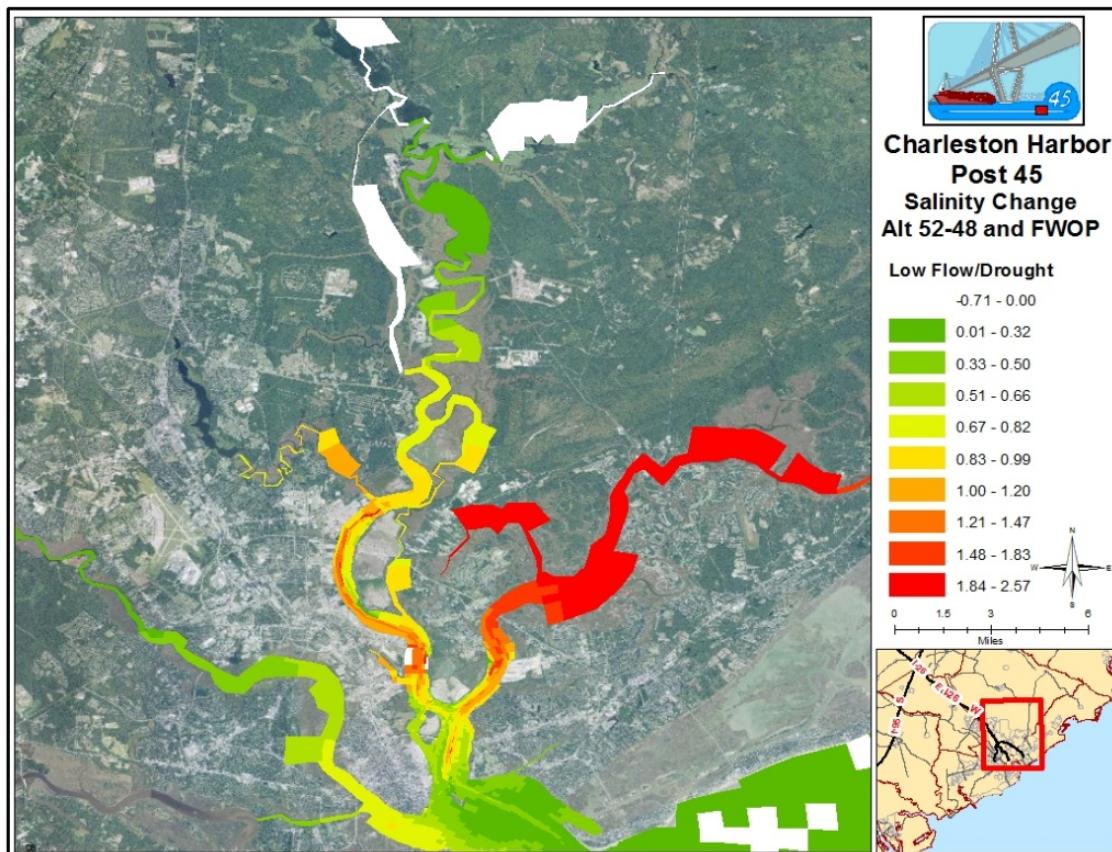 45
Charleston Harbor
Post 45
Salinity Change
Alt 52-48 and FWOP
Low Flow/Drought
-0.71 - 0.00
0.01 - 0.32
0.33 - 0.50
0.51 - 0.66
0.67 - 0.82
0.83 - 0.99
1.00 - 1.20
1.21 - 1.47
1.48 - 1.83
1.84 - 2.57
N
W E
S
0 1.5 3 6
Miles
I-26 E I-26 W
I-95 S